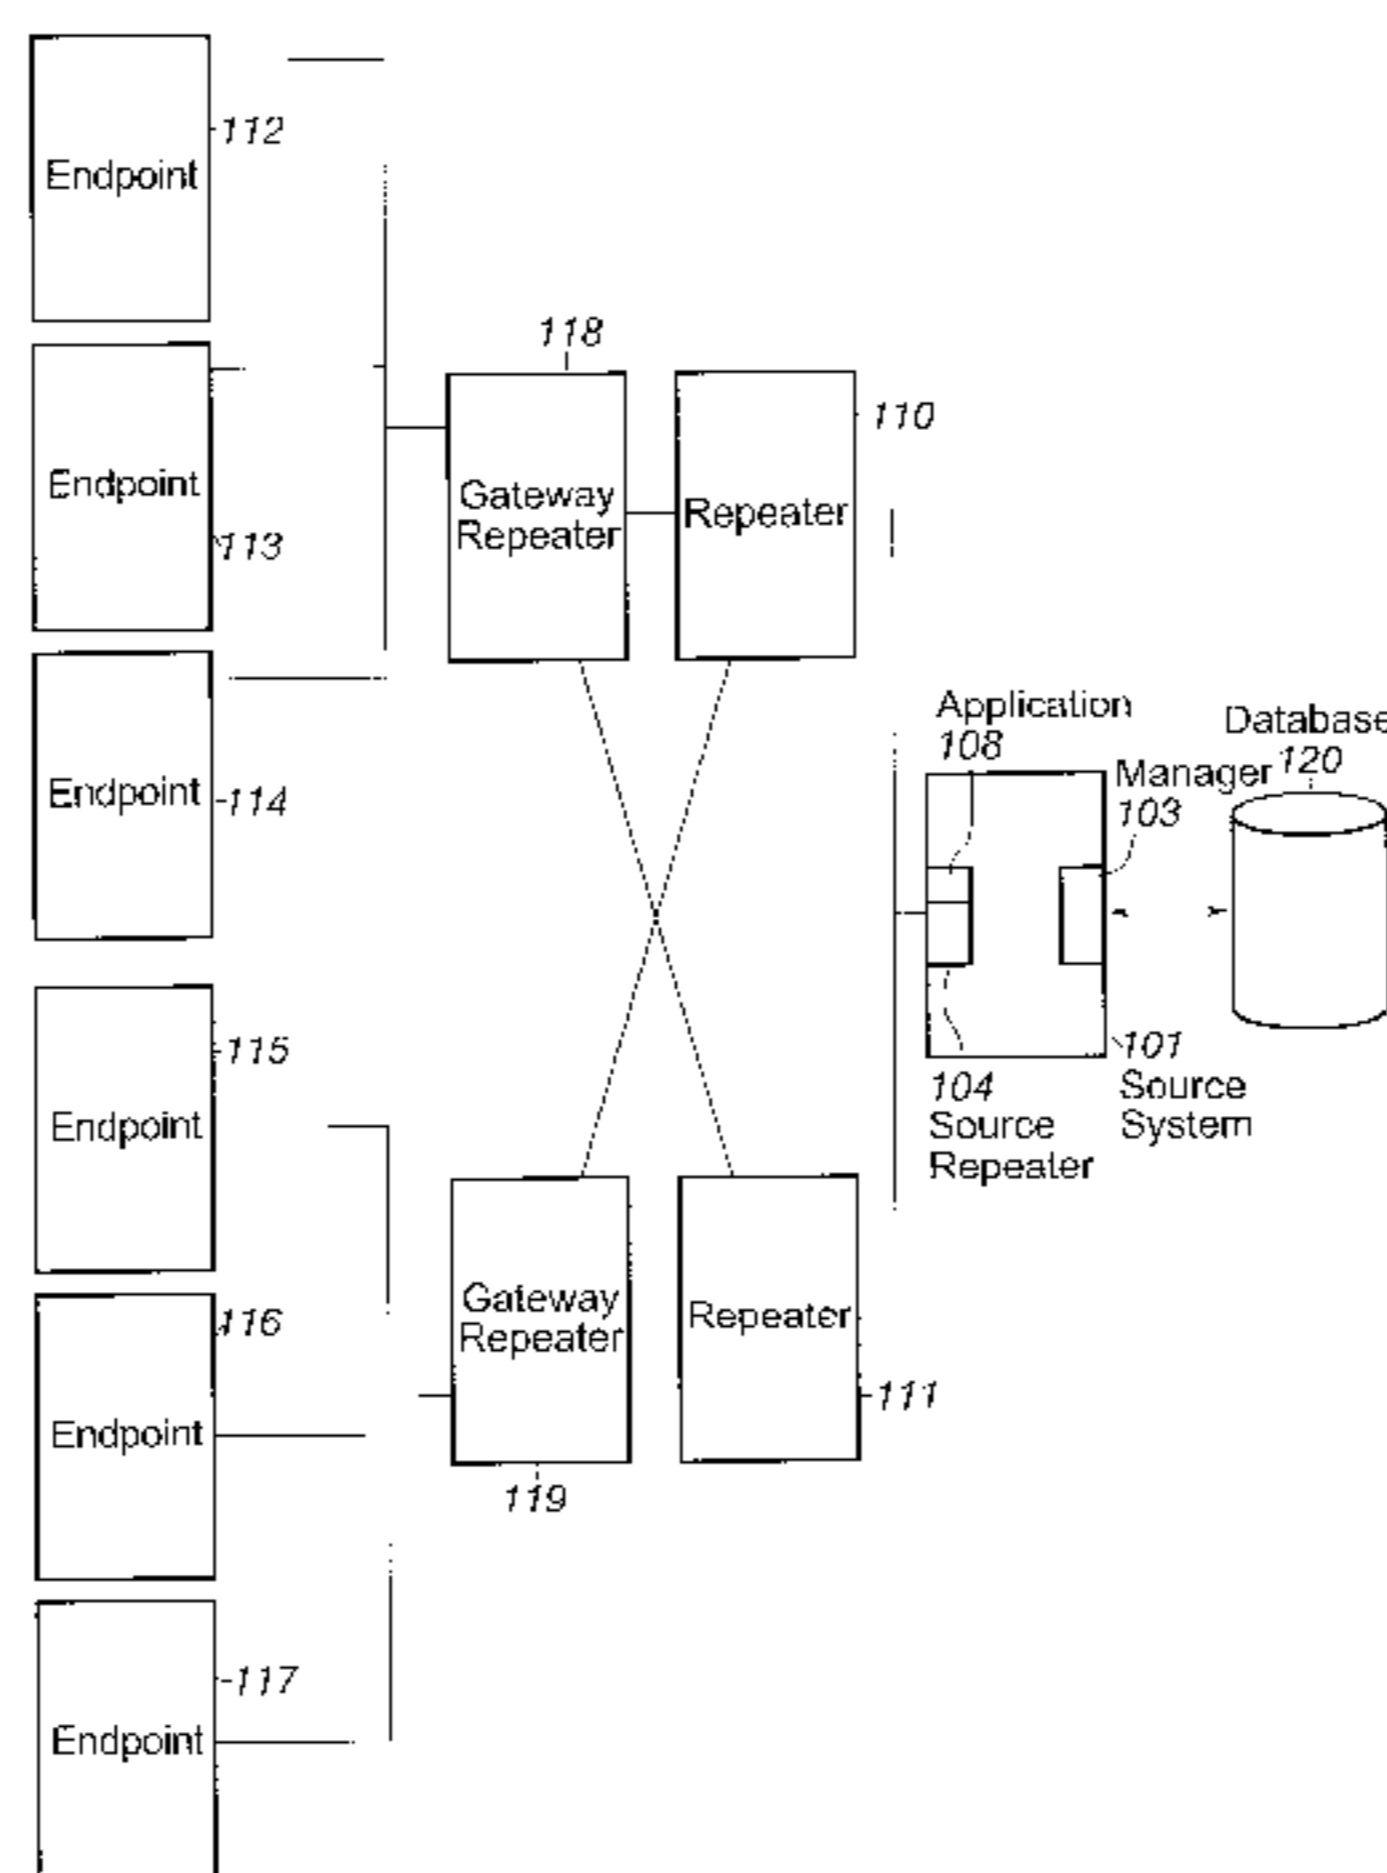 112
Endpoint
113
Endpoint
114
Endpoint
115
Endpoint
116
Endpoint
117
Endpoint
118
Gateway
Repeater
110
Repeater
Gateway
Repeater
119
Repeater
111
Application
108
Manager
103
Database
120
101
Source
System
104
Source
Repeater